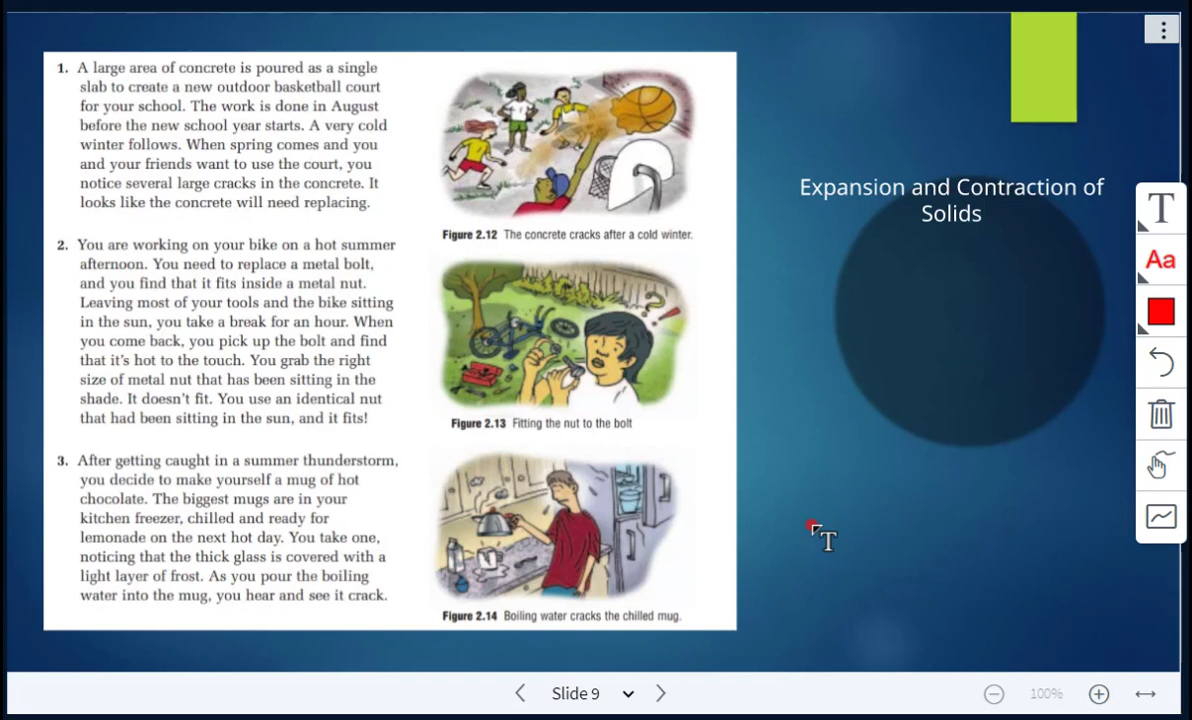 1. A large area of concrete is poured as a single
slab to create a new outdoor basketball court
for your school. The work is done in August
before the new school year starts. A very cold
winter follows. When spring comes and you
and your friends want to use the court, you
notice several large cracks in the concrete. It
looks like the concrete will need replacing.
Figure 2.12 The concrete cracks after a cold winter.
2. You are working on your bike on a hot summer
afternoon. You need to replace a metal bolt,
and you find that it fits inside a metal nut.
Leaving most of your tools and the bike sitting
in the sun, you take a break for an hour. When
you come back, you pick up the bolt and find
that it's hot to the touch. You grab the right
size of metal nut that has been sitting in the
shade. It doesn't fit. You use an identical nut
that had been sitting in the sun, and it fits!
? !
Figure 2.13 Fitting the nut to the bolt
3. After getting caught in a summer thunderstorm,
you decide to make yourself a mug of hot
chocolate. The biggest mugs are in your
kitchen freezer, chilled and ready for
lemonade on the next hot day. You take one,
noticing that the thick glass is covered with a
light layer of frost. As you pour the boiling
water into the mug, you hear and see it crack.
Figure 2.14 Boiling water cracks the chilled mug.
Expansion and Contraction of
Solids
T
Aa
T
Slide 9
100%